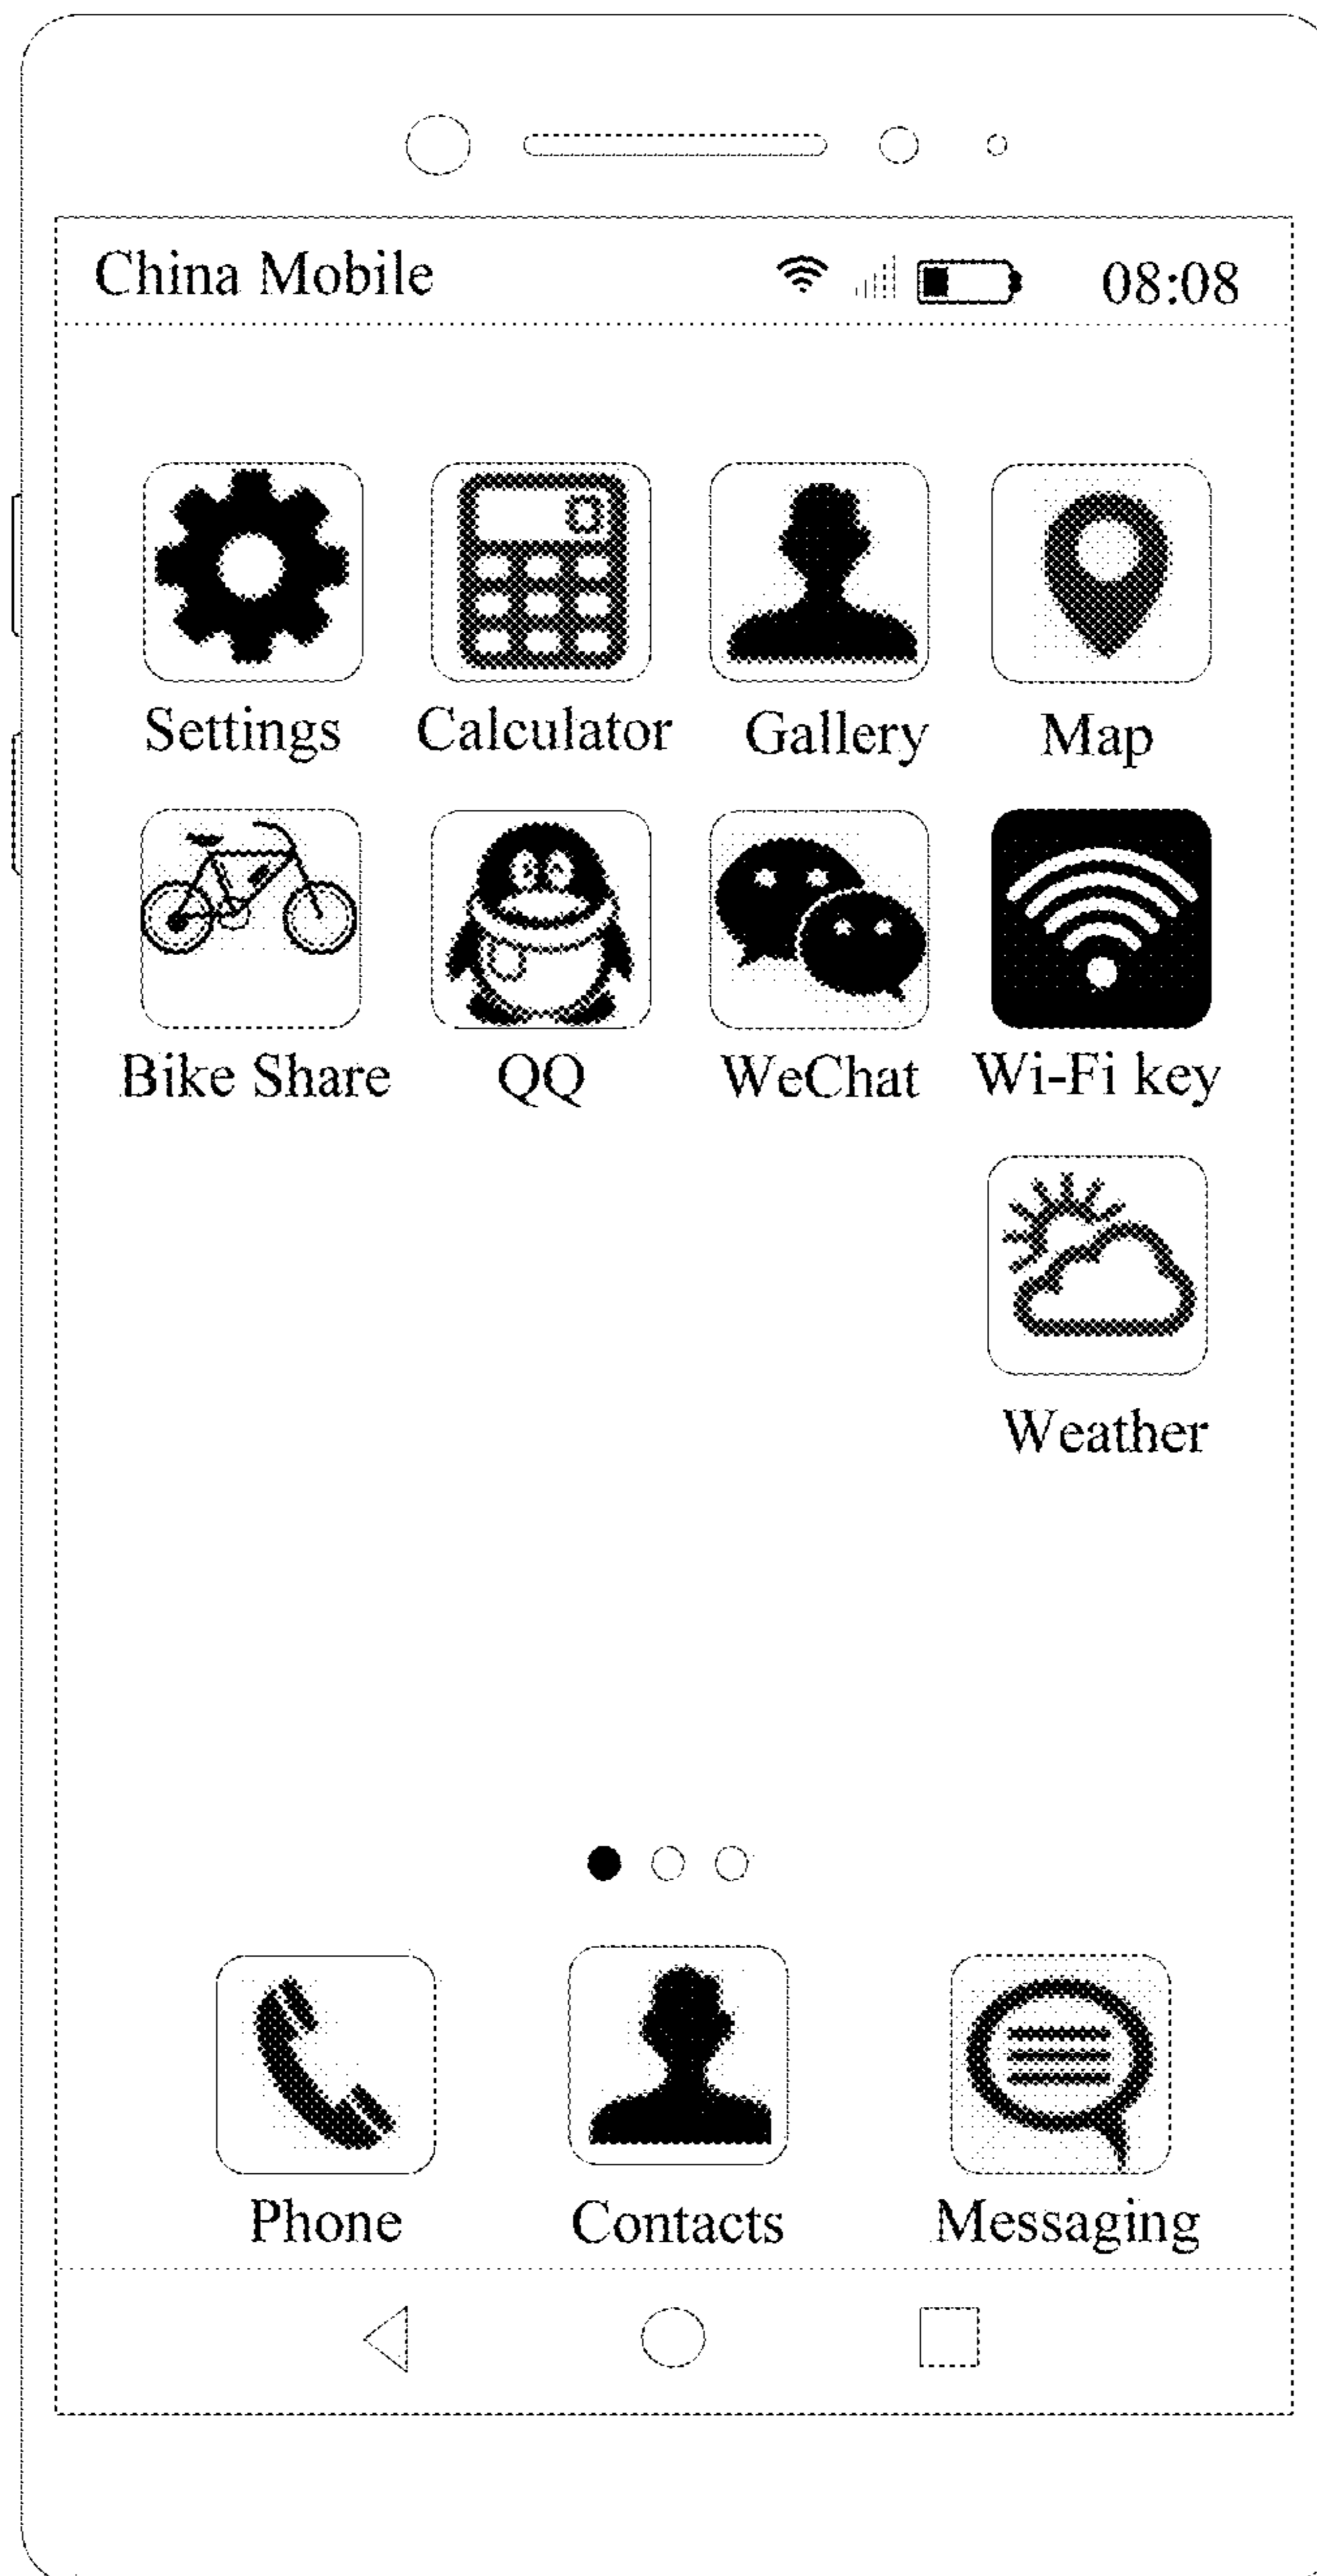 China Mobile 08:08
Settings Calculator Gallery Map
Bike Share QQ WeChat Wi-Fi key
Weather
Phone Contacts Messaging